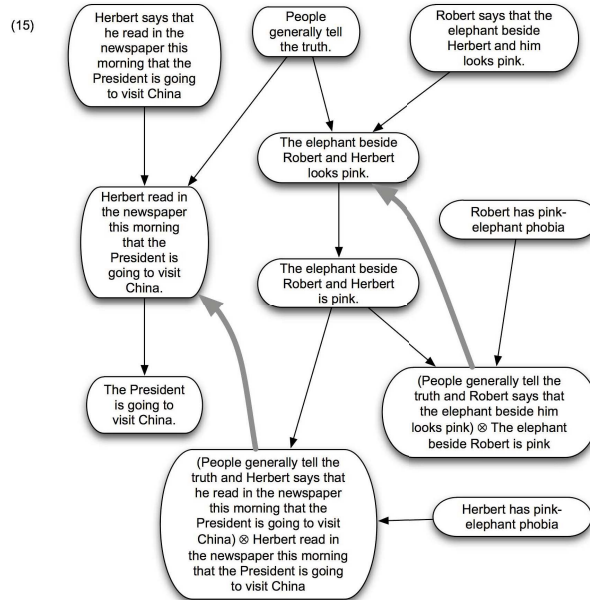 (15)
Herbert says that
he read in the
newspaper this
morning that the
President is going
to visit China
People
generally tell
the truth.
Robert says that the
elephant beside
Herbert and him
looks pink.
The elephant beside
Robert and Herbert
looks pink.
Herbert read in
the newspaper
this morning
that the
President is
going to visit
China.
Robert has pink-
elephant phobia
The elephant beside
Robert and Herbert
is pink.
The President
is going to
visit China.
(People generally tell the
truth and Robert says that
the elephant beside him
looks pink) ⊗ The elephant
beside Robert is pink
(People generally tell the
truth and Herbert says that
he read in the newspaper
this morning that the
President is going to visit
China) ⊗ Herbert read in
the newspaper this morning
that the President is going
to visit China
Herbert has pink-
elephant phobia